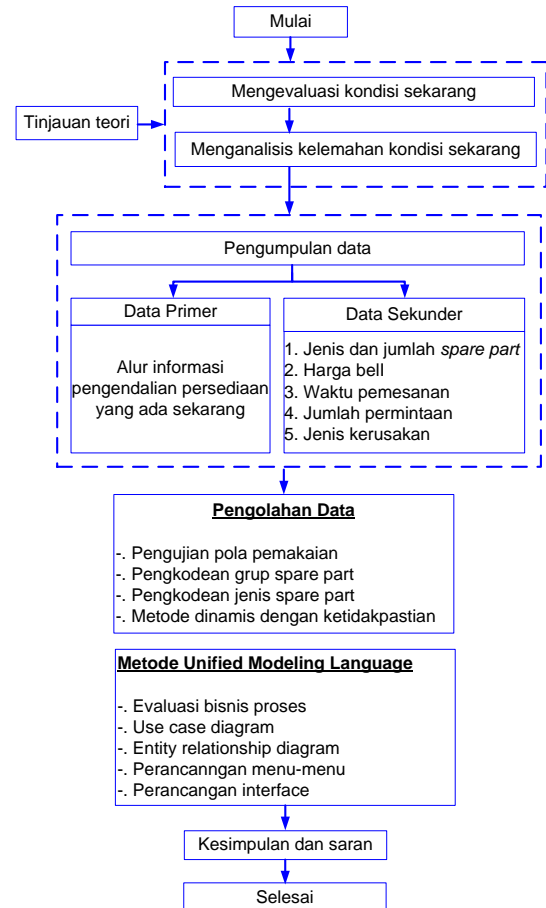 Mulai
Mengevaluasi kondisi sekarang
Tinjauan teori
Menganalisis kelemahan kondisi sekarang
Pengumpulan data
Data Primer
Alur informasi
pengendalian persediaan
yang ada sekarang
Data Sekunder
1. Jenis dan jumlah spare part
2. Harga bell
3. Waktu pemesanan
4. Jumlah permintaan
5. Jenis kerusakan
Pengolahan Data
-. Pengujian pola pemakaian
-. Pengkodean grup spare part
-. Pengkodean jenis spare part
-. Metode dinamis dengan ketidakpastian
Metode Unified Modeling Language
-. Evaluasi bisnis proses
-. Use case diagram
-. Entity relationship diagram
-. Perancanngan menu-menu
-. Perancangan interface
Kesimpulan dan saran
Selesai